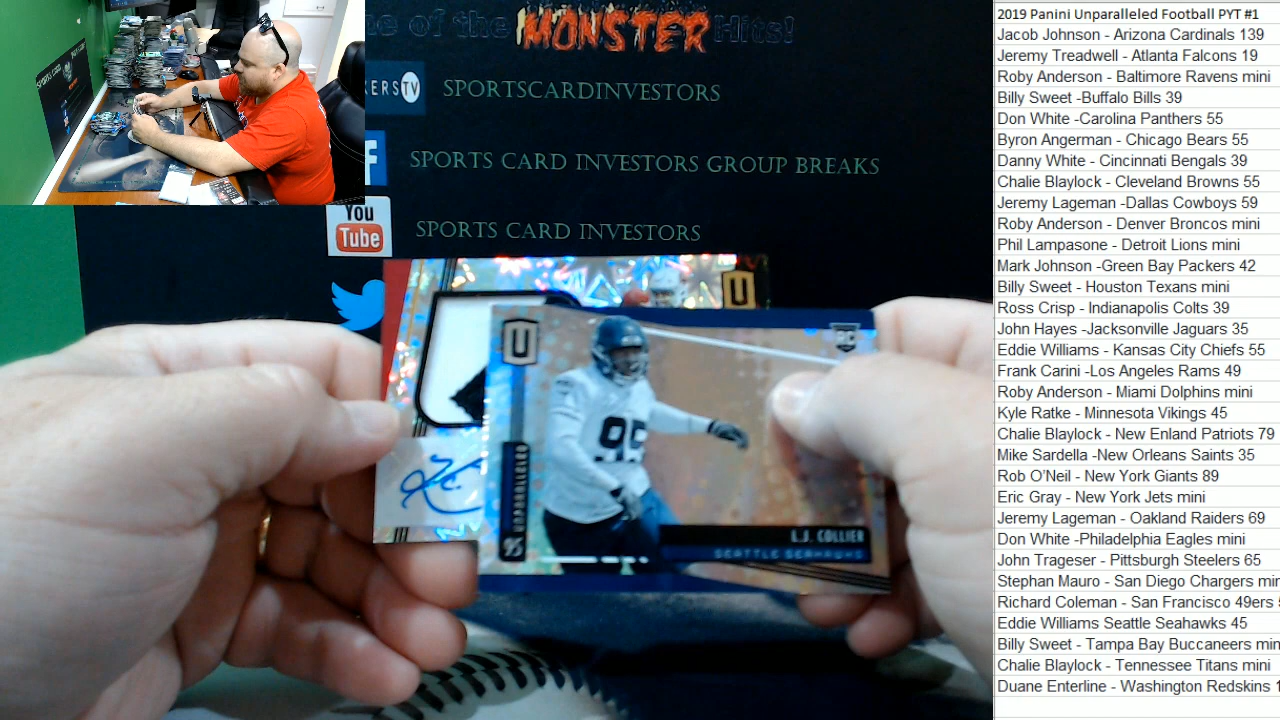 of the MONSTER Hits!
KERS TV SPORTSCARDINVESTORS
f SPORTS CARD INVESTORS GROUP BREAKS
You Tube SPORTS CARD INVESTORS
U
U
RC
95
UNPARALLELED
L.J. COLLIER
SEATTLE SEAHAWKS
2019 Panini Unparalleled Football PYT #1
Jacob Johnson - Arizona Cardinals 139
Jeremy Treadwell - Atlanta Falcons 19
Roby Anderson - Baltimore Ravens mini
Billy Sweet -Buffalo Bills 39
Don White -Carolina Panthers 55
Byron Angerman - Chicago Bears 55
Danny White - Cincinnati Bengals 39
Chalie Blaylock - Cleveland Browns 55
Jeremy Lageman -Dallas Cowboys 59
Roby Anderson - Denver Broncos mini
Phil Lampasone - Detroit Lions mini
Mark Johnson -Green Bay Packers 42
Billy Sweet - Houston Texans mini
Ross Crisp - Indianapolis Colts 39
John Hayes -Jacksonville Jaguars 35
Eddie Williams - Kansas City Chiefs 55
Frank Carini -Los Angeles Rams 49
Roby Anderson - Miami Dolphins mini
Kyle Ratke - Minnesota Vikings 45
Chalie Blaylock - New Enland Patriots 79
Mike Sardella -New Orleans Saints 35
Rob O'Neil - New York Giants 89
Eric Gray - New York Jets mini
Jeremy Lageman - Oakland Raiders 69
Don White -Philadelphia Eagles mini
John Trageser - Pittsburgh Steelers 65
Stephan Mauro - San Diego Chargers min
Richard Coleman - San Francisco 49ers
Eddie Williams Seattle Seahawks 45
Billy Sweet - Tampa Bay Buccaneers min
Chalie Blaylock - Tennessee Titans mini
Duane Enterline - Washington Redskins 1